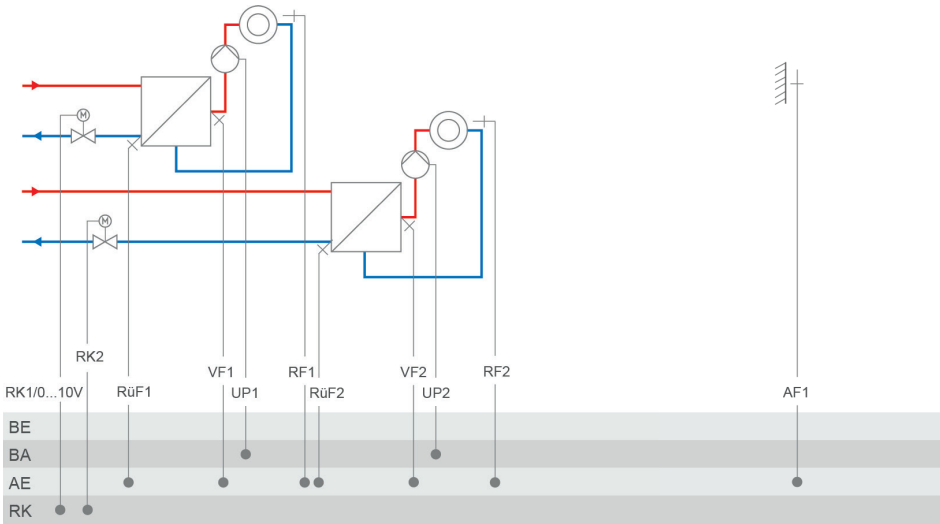 M
M
RK2
VF1
RF1
VF2
RF2
RK1/0...10V
RüF1
UP1
RüF2
UP2
AF1
BE
BA
AE
RK